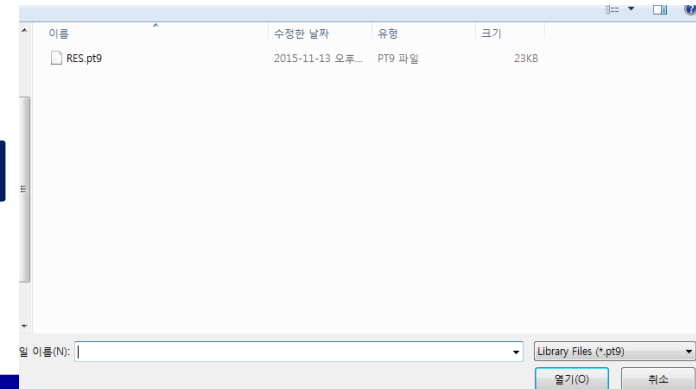 이름 수정한 날짜 유형 크기
RES.pt9 2015-11-13 오후... PT9 파일 23KB
일 이름(N): Library Files (*.pt9)
열기(O) 취소